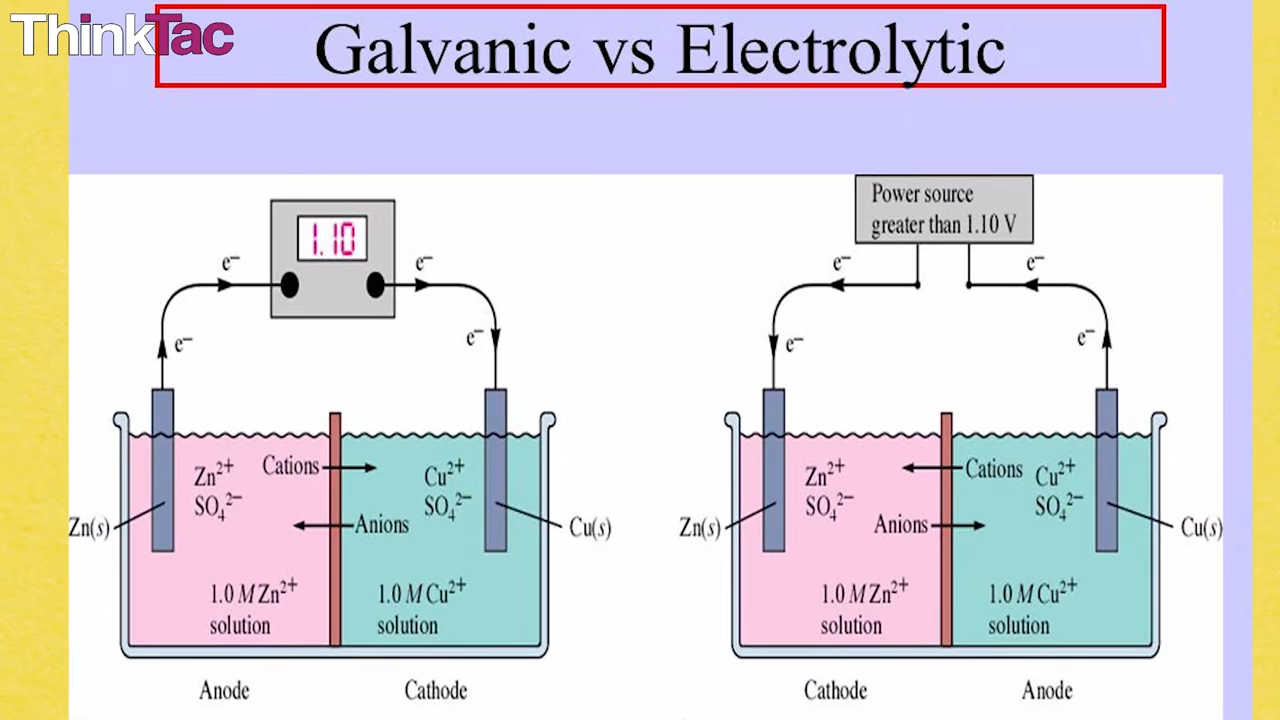 ThinkTac
Galvanic vs Electrolytic
1.10
e⁻
e⁻
e⁻
e⁻
Zn²⁺
SO₄²⁻
Cations
Anions
Cu²⁺
SO₄²⁻
Zn(s)
Cu(s)
1.0 M Zn²⁺
solution
1.0 M Cu²⁺
solution
Anode
Cathode
Power source
greater than 1.10 V
e⁻
e⁻
e⁻
e⁻
Zn²⁺
SO₄²⁻
Cations
Anions
Cu²⁺
SO₄²⁻
Zn(s)
Cu(s)
1.0 M Zn²⁺
solution
1.0 M Cu²⁺
solution
Cathode
Anode